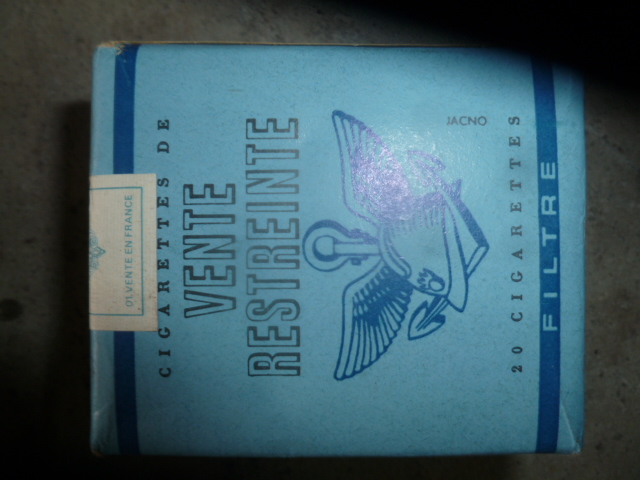 VENTE EN FRANCE
CIGARETTES DE
VENTE
RESTREINTE
JACNO
20 CIGARETTES
FILTRE